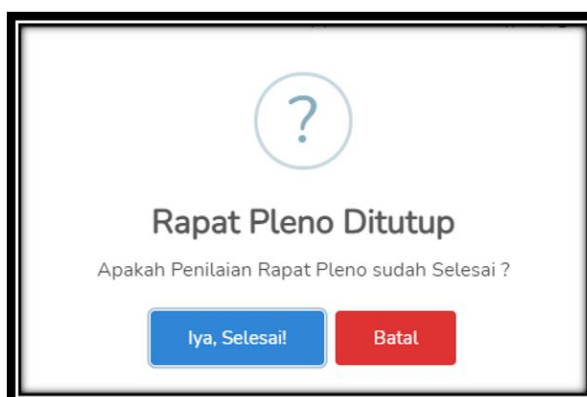 ?
Rapat Pleno Ditutup
Apakah Penilaian Rapat Pleno sudah Selesai ?
Iya, Selesai!
Batal